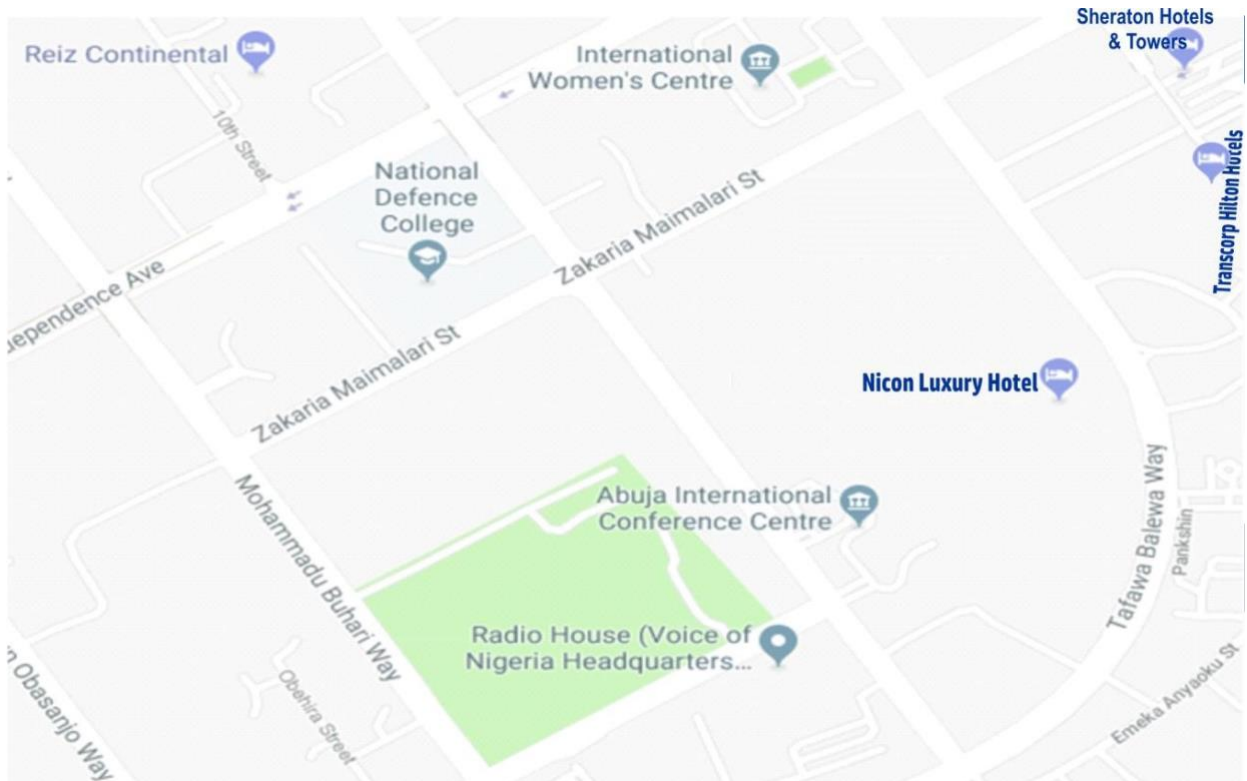 Sheraton Hotels
& Towers
Reiz Continental
International
Women's Centre
10th Street
National
Defence
College
Transcorp Hilton Hotels
Zakaria Maimalari St
dependence Ave
Zakaria Maimalari St
Nicon Luxury Hotel
Mohammadu Buhari Way
Abuja International
Conference Centre
Tafawa Balewa Way
Pankshin
Radio House (Voice of
Nigeria Headquarters...
Obehira Street
n Obasanjo Way
Emeka Anyaoku St